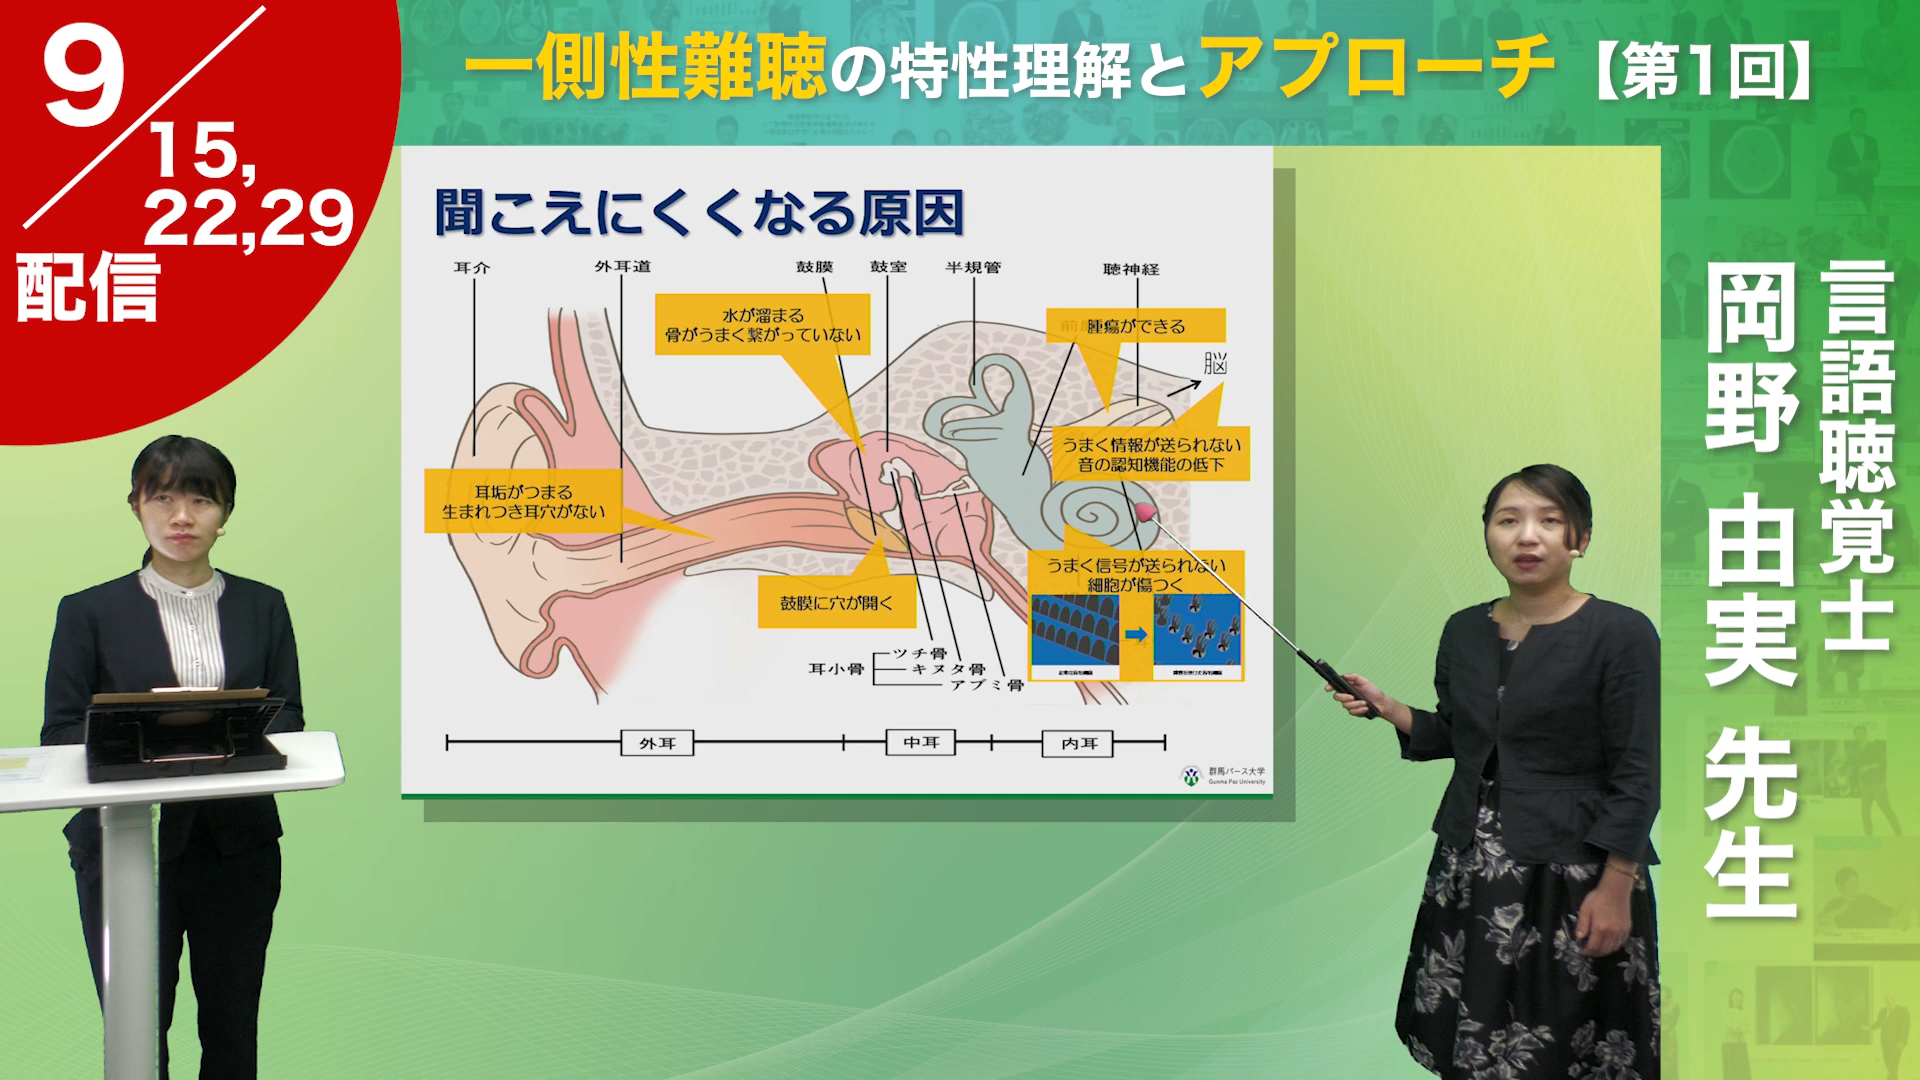 9/15,
22,29
配信
一側性難聴の特性理解とアプローチ【第1回】
言語聴覚士
岡野 由実 先生
聞こえにくくなる原因
耳介
外耳道
鼓膜
鼓室
半規管
聴神経
水が溜まる
骨がうまく繋がっていない
腫瘍ができる
脳
うまく情報が送られない
音の認知機能の低下
耳垢がつまる
生まれつき耳穴がない
鼓膜に穴が開く
うまく信号が送られない
細胞が傷つく
耳小骨
ツチ骨
キヌタ骨
アブミ骨
外耳
中耳
内耳
群馬パース大学
Gunma Paz University